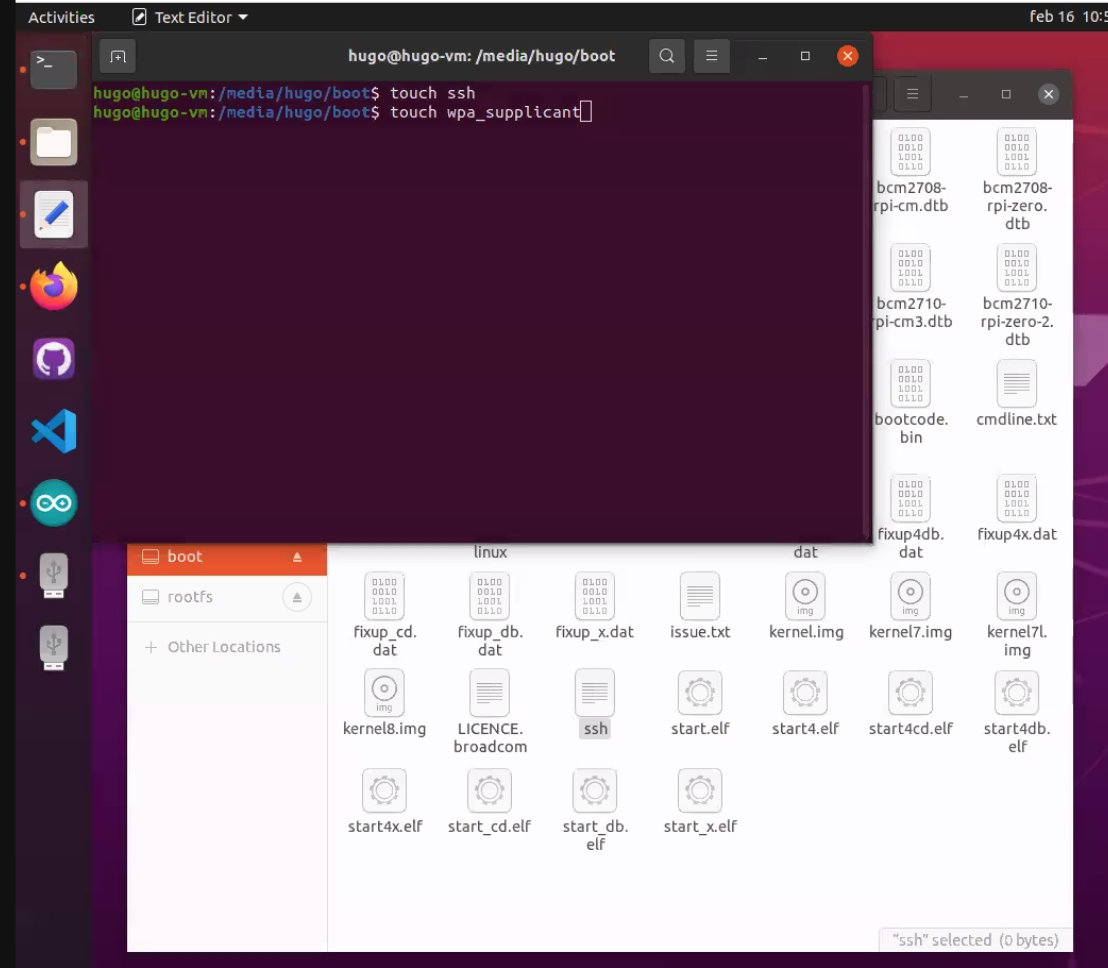 Activities
Text Editor
feb 16 10:5
hugo@hugo-vm: /media/hugo/boot
hugo@hugo-vm:/media/hugo/boot$ touch ssh
hugo@hugo-vm:/media/hugo/boot$ touch wpa_supplicant
bcm2708-
rpi-cm.dtb
bcm2708-
rpi-zero.
dtb
bcm2710-
rpi-cm3.dtb
bcm2710-
rpi-zero-2.
dtb
bootcode.
bin
cmdline.txt
fixup4db.
dat
fixup4x.dat
boot
rootfs
+ Other Locations
linux
dat
fixup_cd.
dat
fixup_db.
dat
fixup_x.dat
issue.txt
img
kernel.img
img
kernel7.img
img
kernel7l.
img
img
kernel8.img
LICENCE.
broadcom
ssh
start.elf
start4.elf
start4cd.elf
start4db.
elf
start4x.elf
start_cd.elf
start_db.
elf
start_x.elf
"ssh" selected (0 bytes)